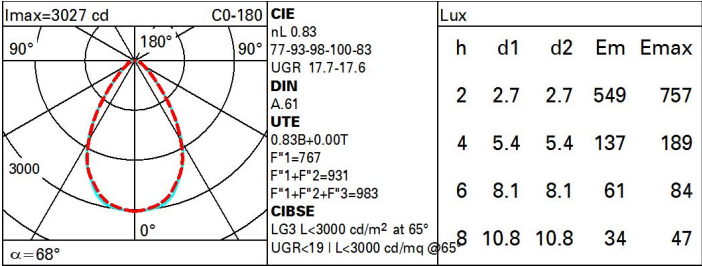 Imax=3027 cd C0-180
90° 180° 90°
3000
0°
α=68°
CIE
nL 0.83
77-93-98-100-83
UGR 17.7-17.6
DIN
A.61
UTE
0.83B+0.00T
F"1=767
F"1+F"2=931
F"1+F"2+F"3=983
CIBSE
LG3 L<3000 cd/m² at 65°
UGR<19 | L<3000 cd/mq @65°
Lux
h d1 d2 Em Emax
2 2.7 2.7 549 757
4 5.4 5.4 137 189
6 8.1 8.1 61 84
8 10.8 10.8 34 47